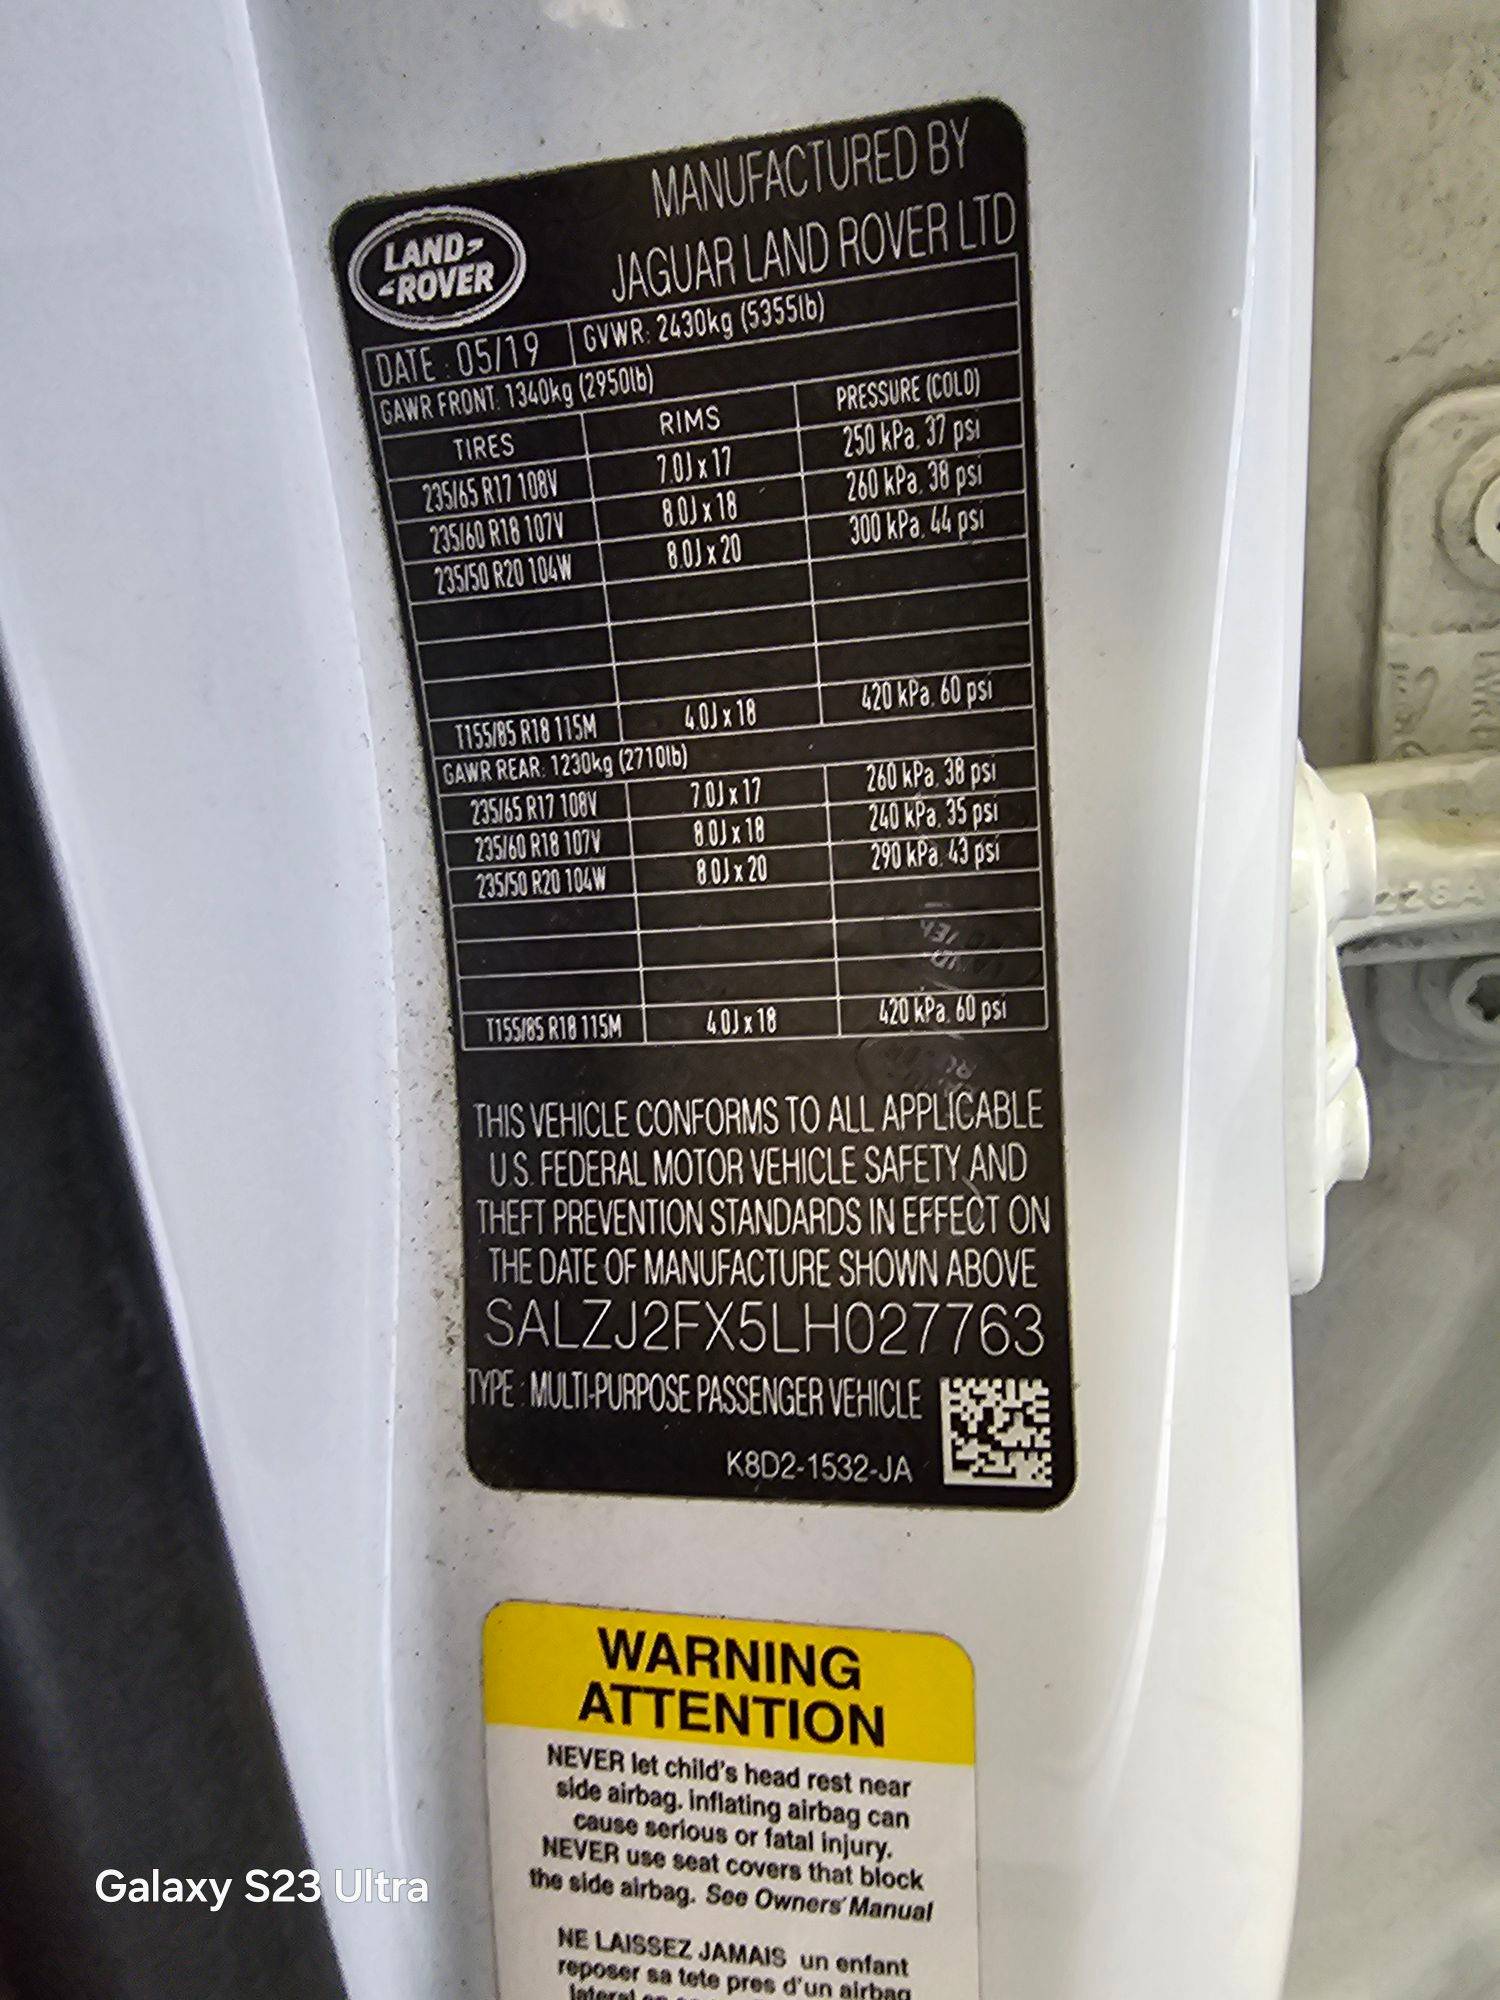 LAND ROVER
MANUFACTURED BY
JAGUAR LAND ROVER LTD
DATE : 05/19 GVWR: 2430kg (5355lb)
GAWR FRONT: 1340kg (2950lb)
TIRES RIMS PRESSURE (COLD)
235/65 R17 108V 7.0J x 17 250 kPa, 37 psi
235/60 R18 107V 8.0J x 18 260 kPa, 38 psi
235/50 R20 104W 8.0J x 20 300 kPa, 44 psi
T155/85 R18 115M 4.0J x 18 420 kPa, 60 psi
GAWR REAR: 1230kg (2710lb)
235/65 R17 108V 7.0J x 17 260 kPa, 38 psi
235/60 R18 107V 8.0J x 18 240 kPa, 35 psi
235/50 R20 104W 8.0J x 20 290 kPa, 43 psi
T155/85 R18 115M 4.0J x 18 420 kPa, 60 psi
THIS VEHICLE CONFORMS TO ALL APPLICABLE
U.S. FEDERAL MOTOR VEHICLE SAFETY AND
THEFT PREVENTION STANDARDS IN EFFECT ON
THE DATE OF MANUFACTURE SHOWN ABOVE
SALZJ2FX5LH027763
TYPE : MULTI-PURPOSE PASSENGER VEHICLE
K8D2-1532-JA
WARNING
ATTENTION
NEVER let child's head rest near
side airbag. inflating airbag can
cause serious or fatal injury.
NEVER use seat covers that block
the side airbag. See Owners' Manual
NE LAISSEZ JAMAIS un enfant
reposer sa tete pres d'un airbag
lateral en
Galaxy S23 Ultra